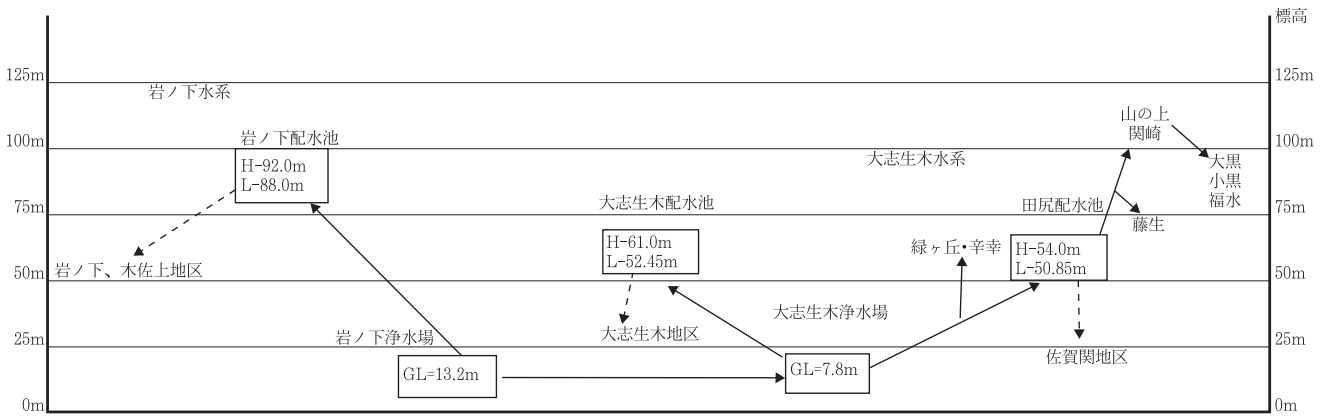 標高
125m
125m
岩ノ下水系
山の上
関崎
岩ノ下配水池
100m
100m
H-92.0m
L-88.0m
大志生木水系
大黒
小黒
福水
75m
大志生木配水池
田尻配水池
75m
藤生
H-61.0m
L-52.45m
緑ヶ丘・辛幸
H-54.0m
L-50.85m
岩ノ下、木佐上地区
50m
50m
大志生木浄水場
岩ノ下浄水場
大志生木地区
25m
25m
佐賀関地区
GL=13.2m
GL=7.8m
0m
0m